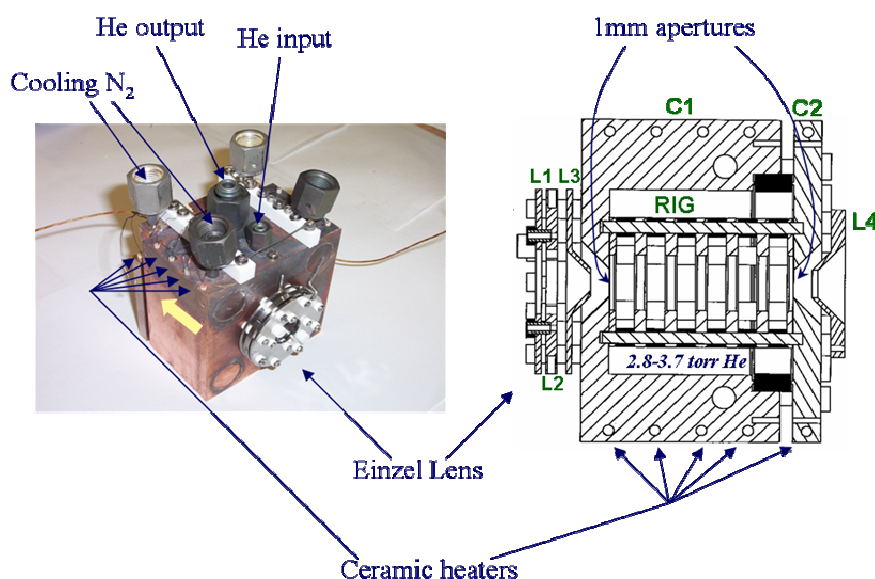 He output
He input
1mm apertures
Cooling N2
C1
C2
L1 L3
RIG
L4
2.8-3.7 torr He
L2
Einzel Lens
Ceramic heaters